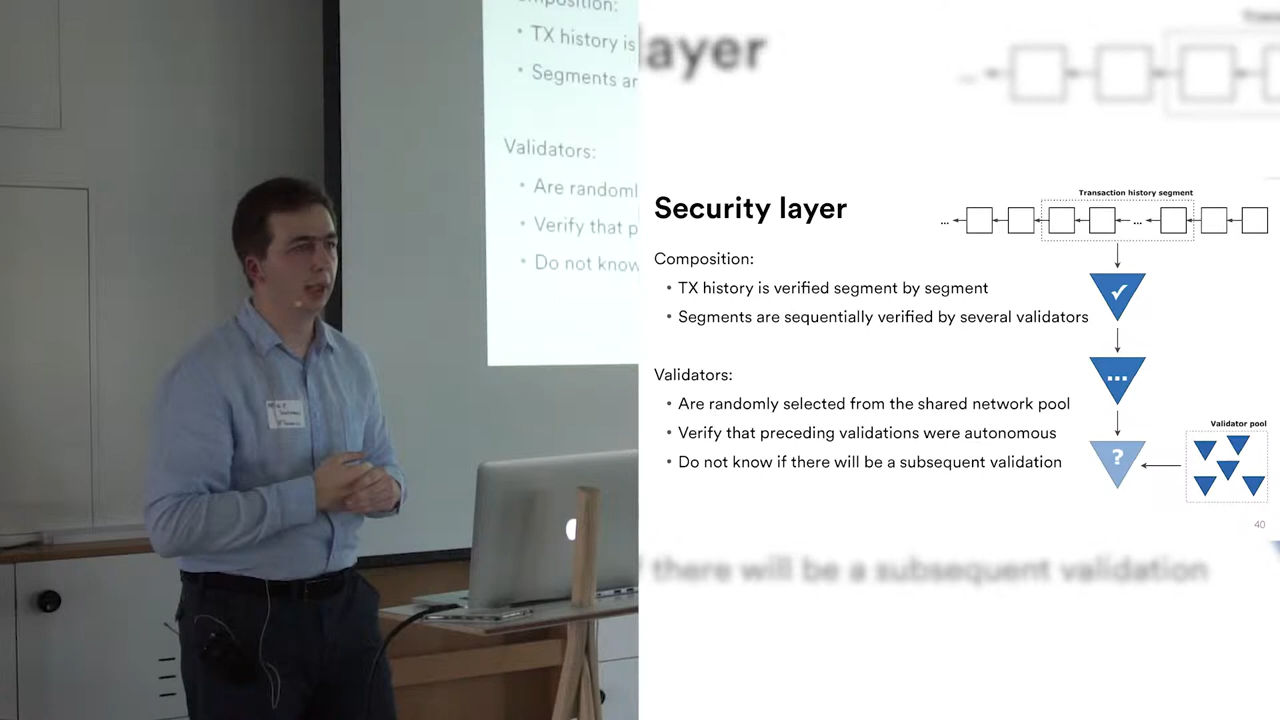 omposition:
• TX history is
• Segments ar
Validators:
• Are randoml
• Verify that p
• Do not know
layer
Security layer
Transaction history segment
...
...
Composition:
• TX history is verified segment by segment
• Segments are sequentially verified by several validators
...
Validators:
• Are randomly selected from the shared network pool
• Verify that preceding validations were autonomous
• Do not know if there will be a subsequent validation
?
Validator pool
40
there will be a subsequent validation